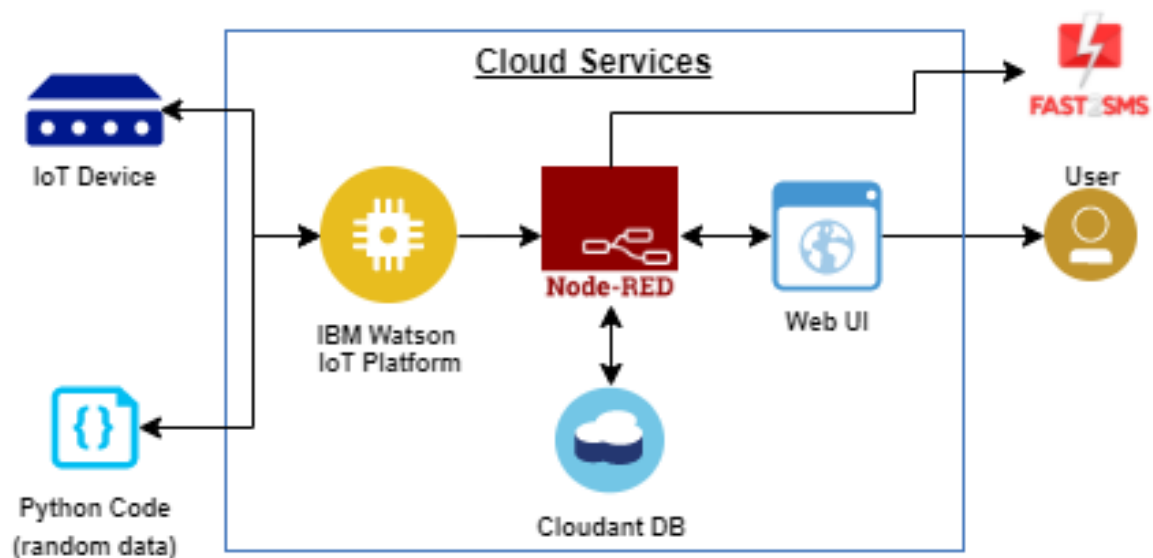 Cloud Services
FAST2SMS
IoT Device
User
Node-RED
Web UI
IBM Watson
IoT Platform
Python Code
(random data)
Cloudant DB